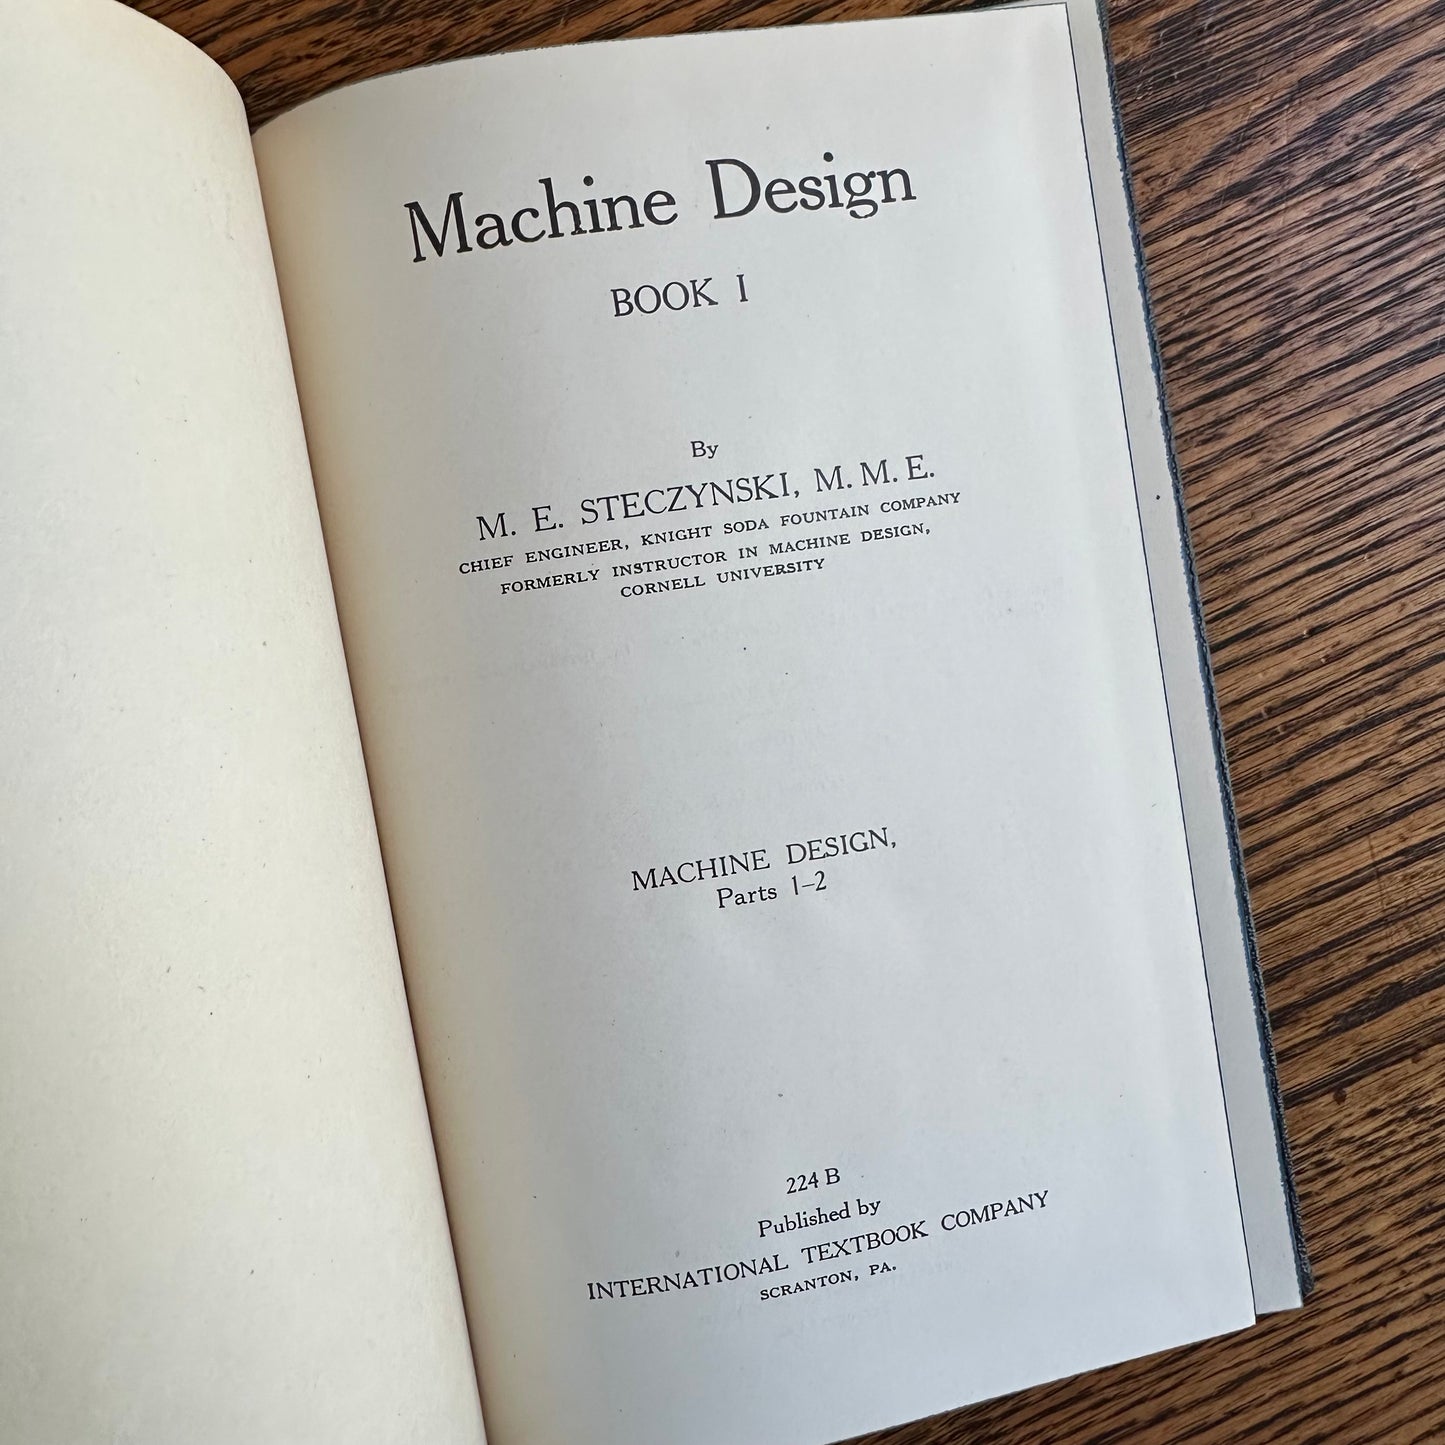 Machine Design
BOOK I
By
M. E. STECZYNSKI, M. M. E.
CHIEF ENGINEER, KNIGHT SODA FOUNTAIN COMPANY
FORMERLY INSTRUCTOR IN MACHINE DESIGN,
CORNELL UNIVERSITY
MACHINE DESIGN,
Parts 1–2
224 B
Published by
INTERNATIONAL TEXTBOOK COMPANY
SCRANTON, PA.